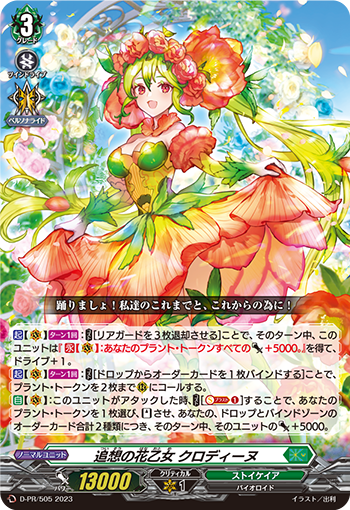 3
グレード
ツインドライブ
ペルソナライド
踊りましょ！私達のこれまでと、これからの為に！
起【】ターン1回：［リアガードを3枚退却させる］ことで、そのターン中、この
ユニットは『永【】：あなたのプラント・トークンすべての+5000。』を得て、
ドライブ+1。
起【】ターン1回：［ドロップからオーダーカードを1枚バインドする］ことで、
プラント・トークンを2枚までにコールする。
自【】：このユニットがアタックした時、［］することで、あなたのプラント・
トークンを1枚選び、［］させ、あなたの、ドロップとバインドゾーンの
オーダーカード合計2種類につき、そのターン中、このユニットの+5000。
ノーマルユニット
追想の花乙女 クロディーヌ
パワー
13000
クリティカル
1
ストイケイア
バイオロイド
D-PR/505 2023
イラスト／出利